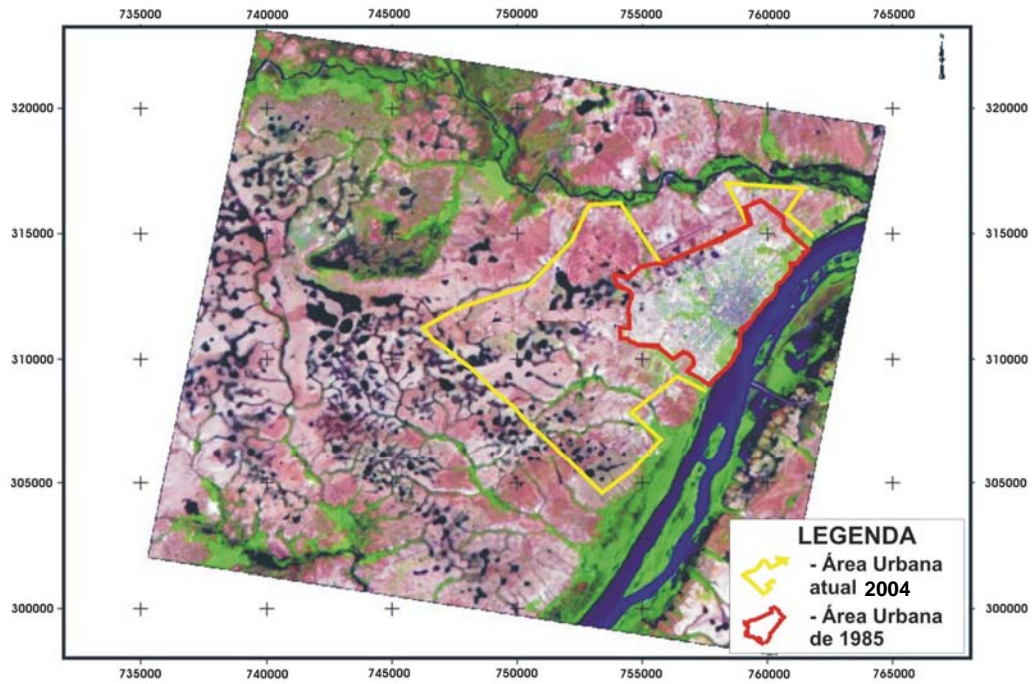 735000 740000 745000 750000 755000 760000 765000
320000 320000
315000 315000
310000 310000
305000 305000
300000 300000
LEGENDA
- Área Urbana
atual 2004
- Área Urbana
de 1985
735000 740000 745000 750000 755000 760000 765000